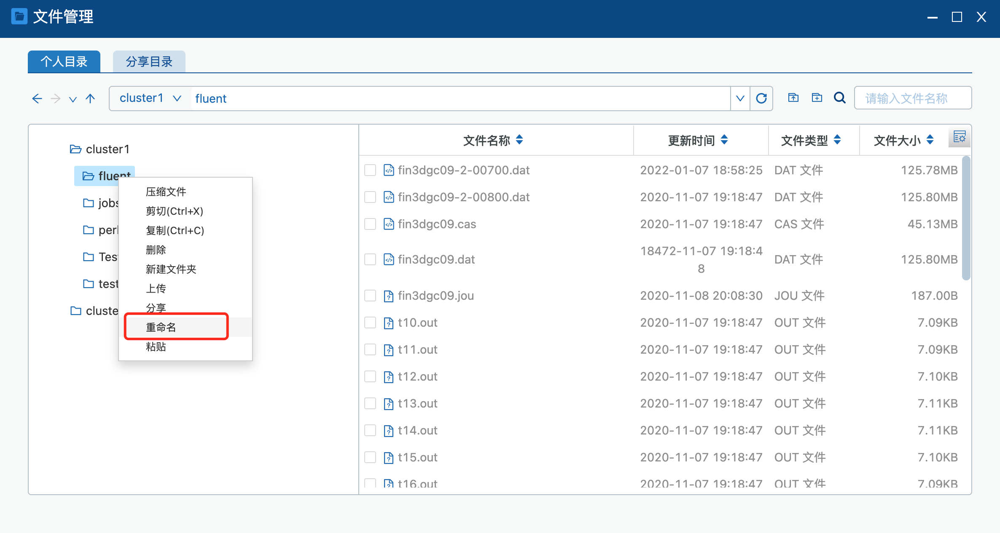 文件管理
个人目录 分享目录
cluster1 fluent 请输入文件名称
cluster1
fluent
jobs
Tes
test
cluste
压缩文件
剪切(Ctrl+X)
复制(Ctrl+C)
删除
新建文件夹
上传
分享
重命名
粘贴
文件名称 更新时间 文件类型 文件大小
fin3dgc09-2-00700.dat 2022-01-07 18:58:25 DAT 文件 125.78MB
fin3dgc09-2-00800.dat 2020-11-07 19:18:47 DAT 文件 125.80MB
fin3dgc09.cas 2020-11-07 19:18:47 CAS 文件 45.13MB
fin3dgc09.dat 18472-11-07 19:18:4 DAT 文件 125.80MB
8
fin3dgc09.jou 2020-11-08 20:08:30 JOU 文件 187.00B
t10.out 2020-11-07 19:18:47 OUT 文件 7.09KB
t11.out 2020-11-07 19:18:47 OUT 文件 7.09KB
t12.out 2020-11-07 19:18:47 OUT 文件 7.10KB
t13.out 2020-11-07 19:18:47 OUT 文件 7.11KB
t14.out 2020-11-07 19:18:47 OUT 文件 7.11KB
t15.out 2020-11-07 19:18:47 OUT 文件 7.10KB
t16.out 2020-11-07 19:18:47 OUT 文件 7.09KB